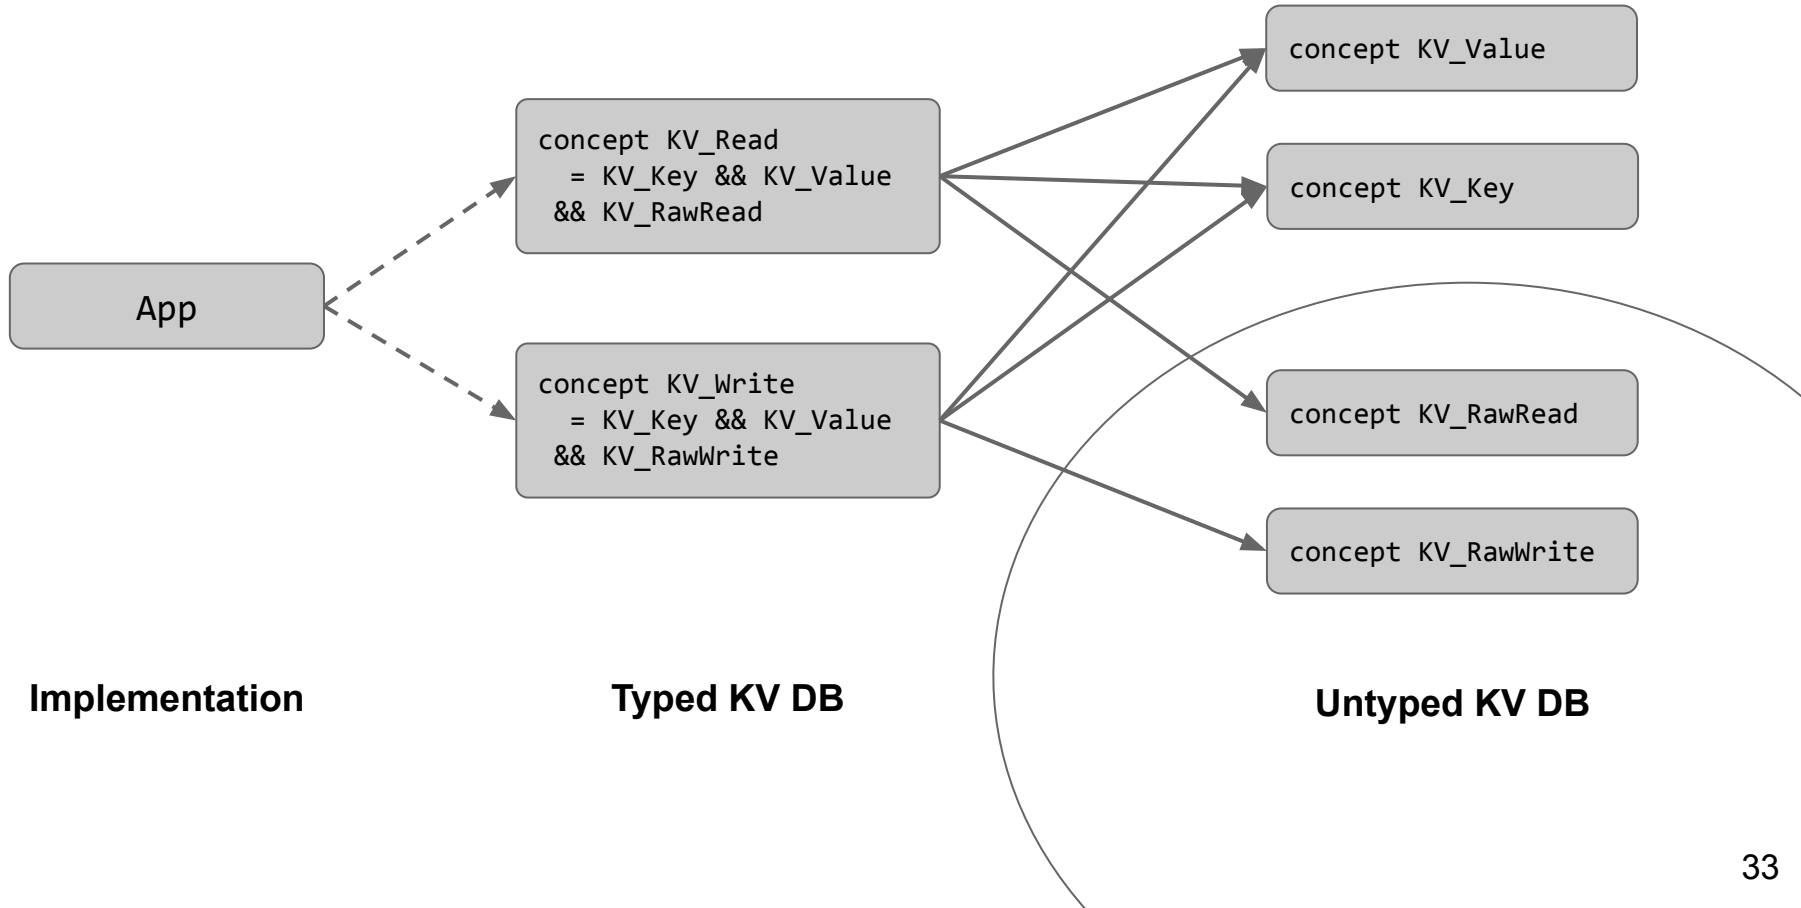 concept KV_Value
concept KV_Read
= KV_Key && KV_Value
&& KV_RawRead
concept KV_Key
App
concept KV_Write
= KV_Key && KV_Value
&& KV_RawWrite
concept KV_RawRead
concept KV_RawWrite
Implementation
Typed KV DB
Untyped KV DB
33